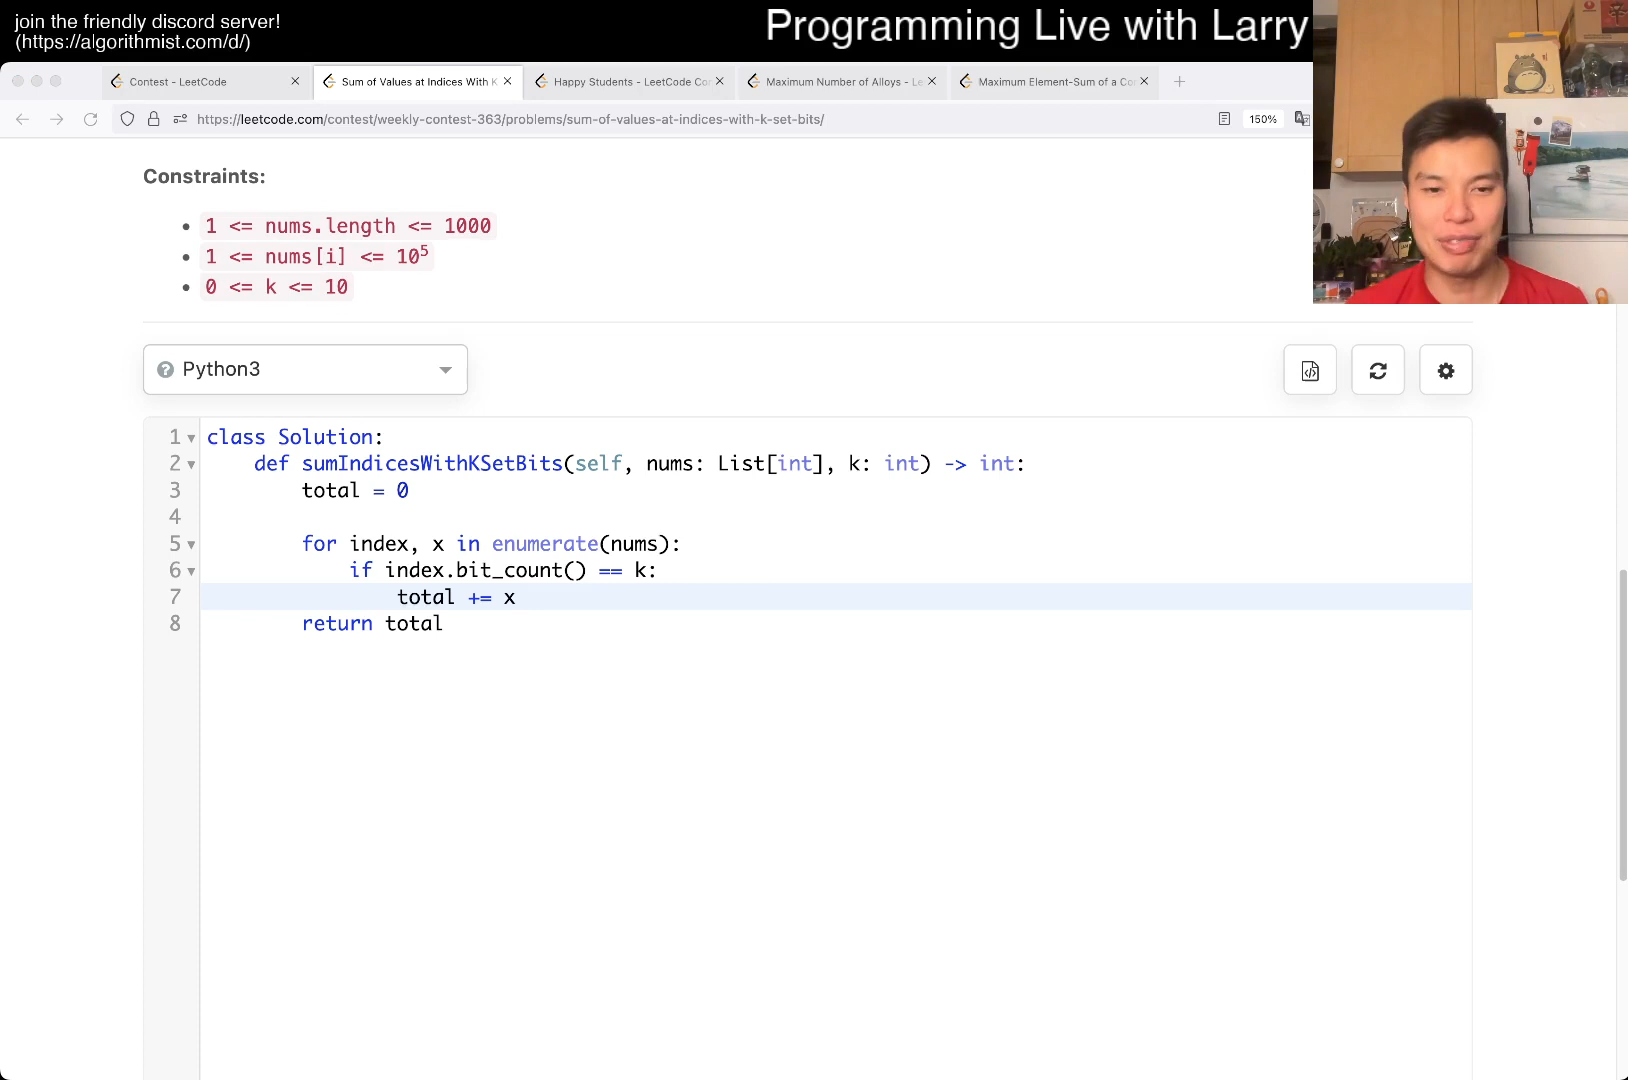 join the friendly discord server!
(https://algorithmist.com/d/)
Programming Live with Larry
Contest - LeetCode
Sum of Values at Indices With K
Happy Students - LeetCode Co
Maximum Number of Alloys - Le
Maximum Element-Sum of a Co
https://leetcode.com/contest/weekly-contest-363/problems/sum-of-values-at-indices-with-k-set-bits/
150%
Constraints:
1 <= nums.length <= 1000
1 <= nums[i] <= 10⁵
0 <= k <= 10
Python3
1 class Solution:
2     def sumIndicesWithKSetBits(self, nums: List[int], k: int) -> int:
3         total = 0
4
5         for index, x in enumerate(nums):
6             if index.bit_count() == k:
7                 total += x
8         return total